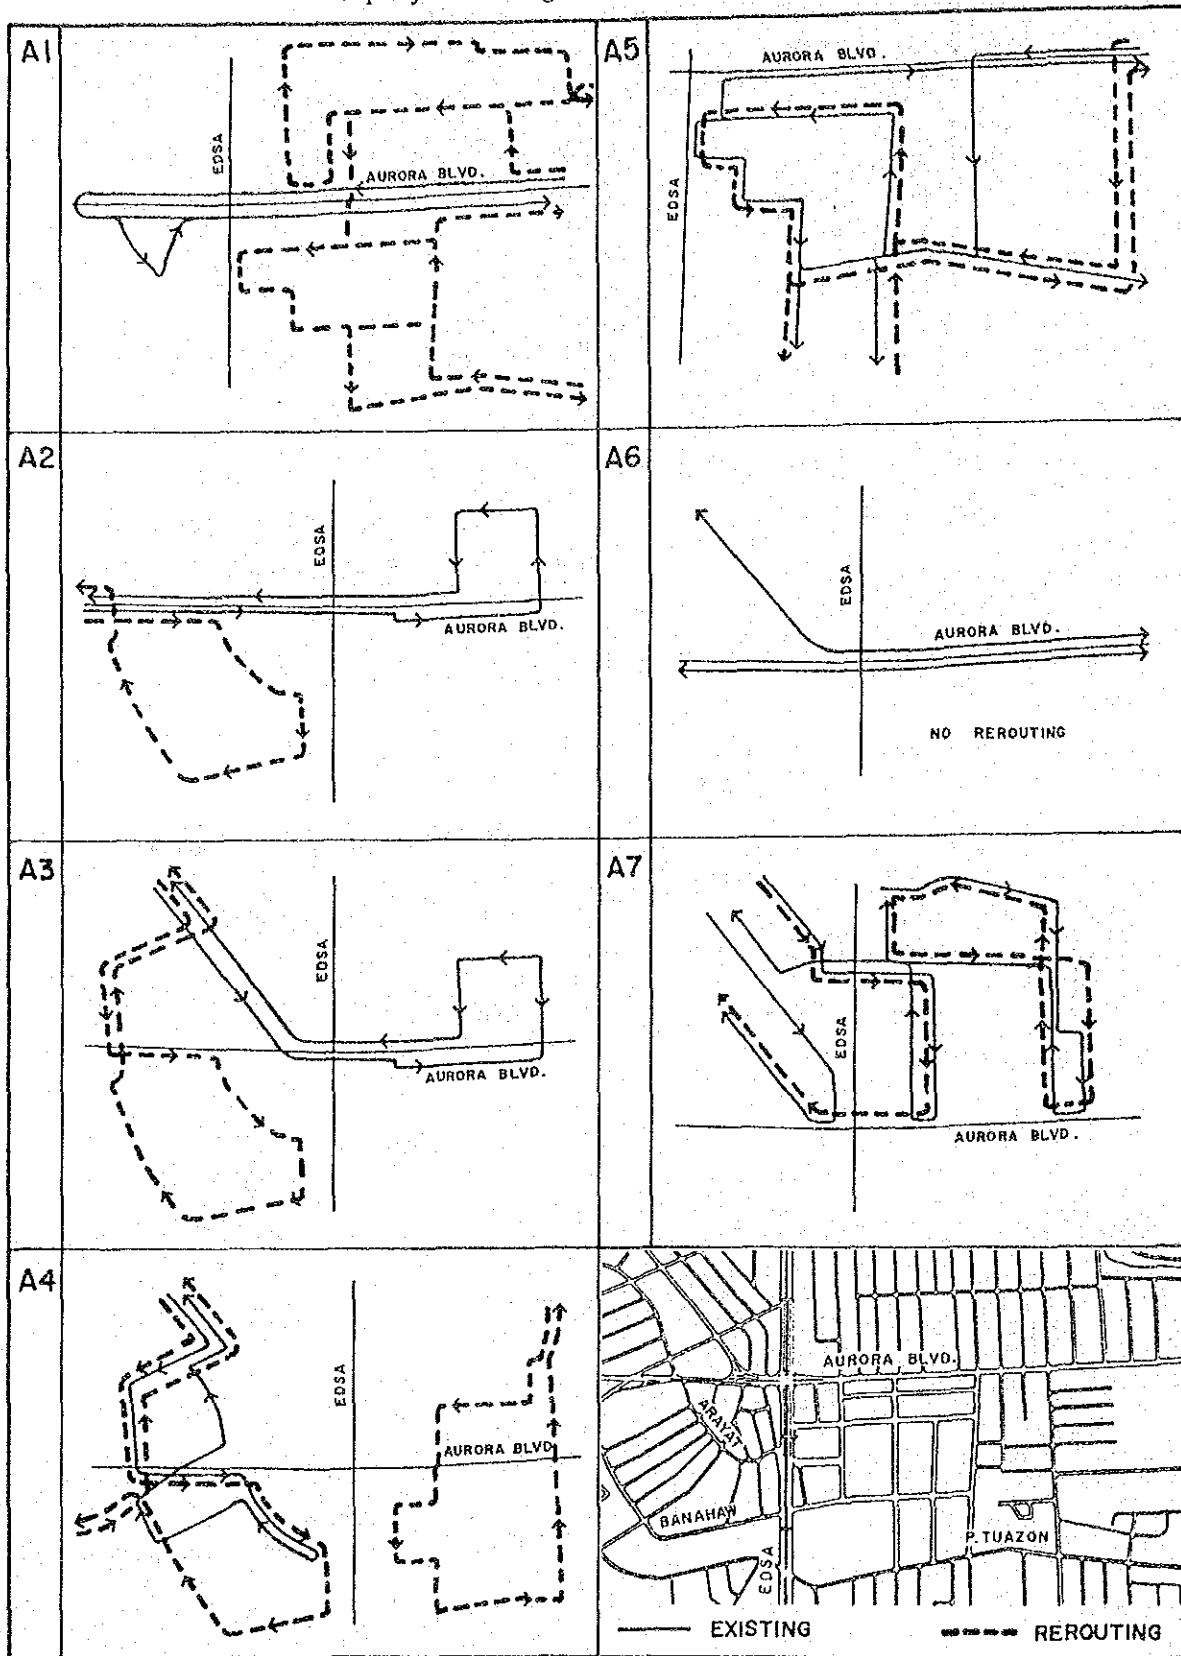 A1
EDSA
AURORA BLVD.
A5
AURORA BLVD.
EDSA
A2
EDSA
AURORA BLVD.
A6
EDSA
AURORA BLVD.
NO REROUTING
A3
EDSA
AURORA BLVD.
A7
EDSA
AURORA BLVD.
A4
EDSA
AURORA BLVD
AURORA BLVD.
ARAYAT
BANAHAW
P. TUAZON
EDSA
EXISTING
REROUTING